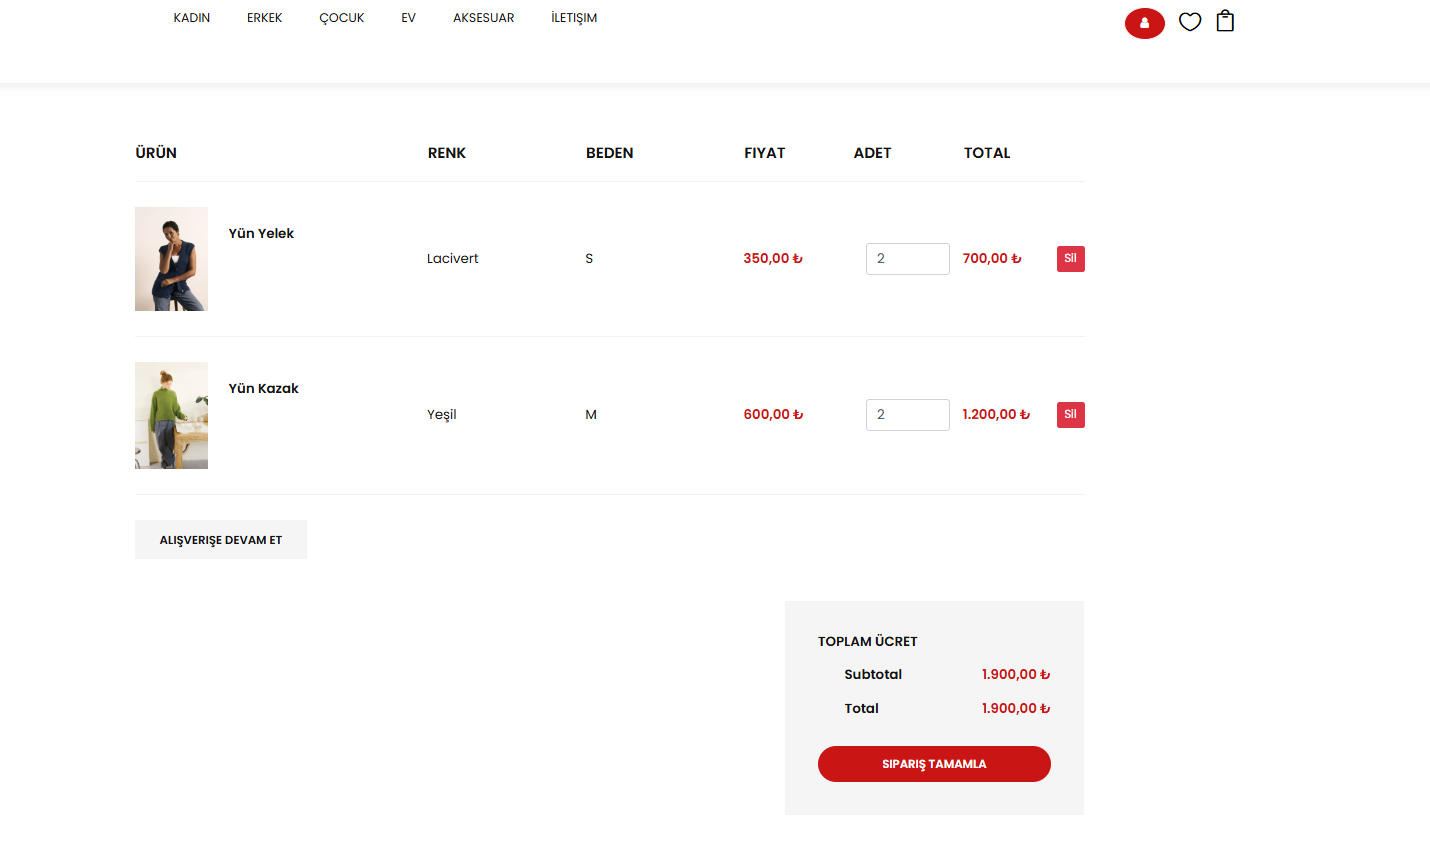 KADIN ERKEK ÇOCUK EV AKSESUAR İLETIŞIM
ÜRÜN RENK BEDEN FIYAT ADET TOTAL
Yün Yelek
Lacivert S 350,00 ₺ 2 700,00 ₺ Sil
Yün Kazak
Yeşil M 600,00 ₺ 2 1.200,00 ₺ Sil
ALIŞVERIŞE DEVAM ET
TOPLAM ÜCRET
Subtotal 1.900,00 ₺
Total 1.900,00 ₺
SIPARIŞ TAMAMLA